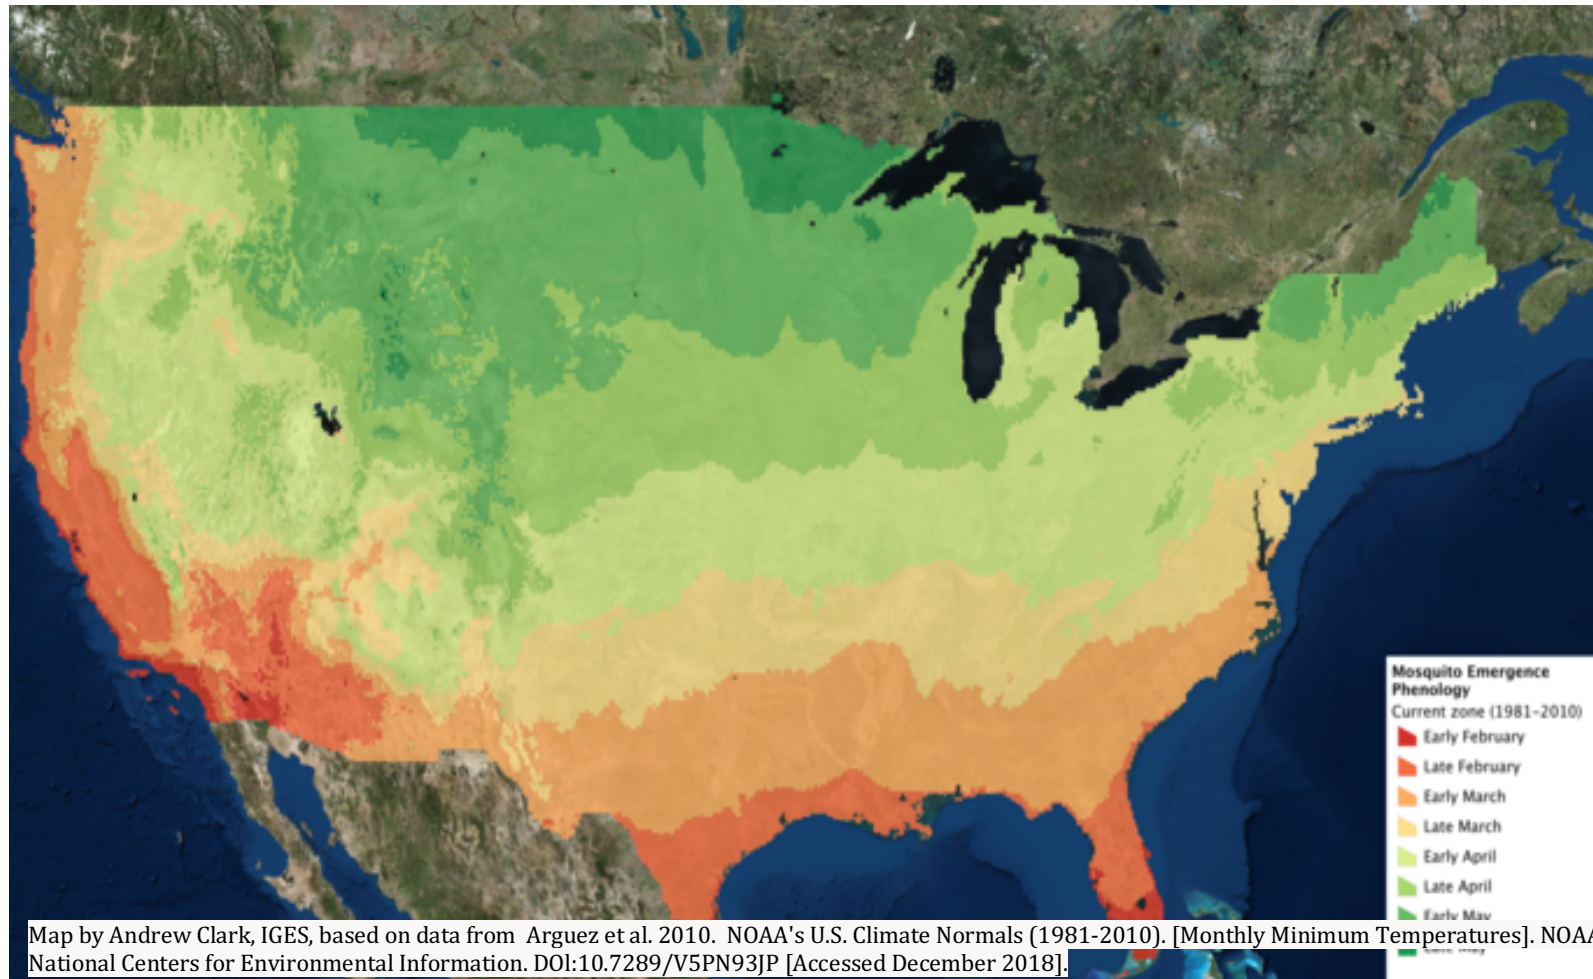 Mosquito Emergence
Phenology
Current zone (1981–2010)
Early February
Late February
Early March
Late March
Early April
Late April
Early May
Map by Andrew Clark, IGES, based on data from Arguez et al. 2010. NOAA's U.S. Climate Normals (1981-2010). [Monthly Minimum Temperatures]. NOAA
National Centers for Environmental Information. DOI:10.7289/V5PN93JP [Accessed December 2018].